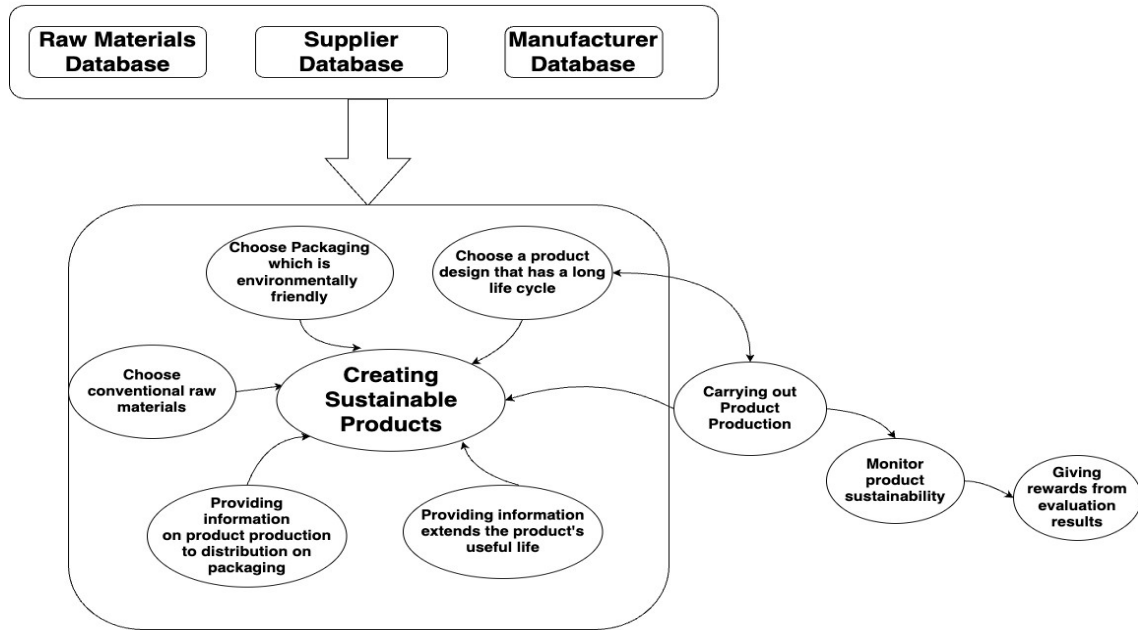 Raw Materials
Database
Supplier
Database
Manufacturer
Database
Choose Packaging
which is
environmentally
friendly
Choose a product
design that has a long
life cycle
Choose
conventional raw
materials
Creating
Sustainable
Products
Carrying out
Product
Production
Monitor
product
sustainability
Giving
rewards from
evaluation
results
Providing
information
on product production
to distribution on
packaging
Providing information
extends the product's
useful life